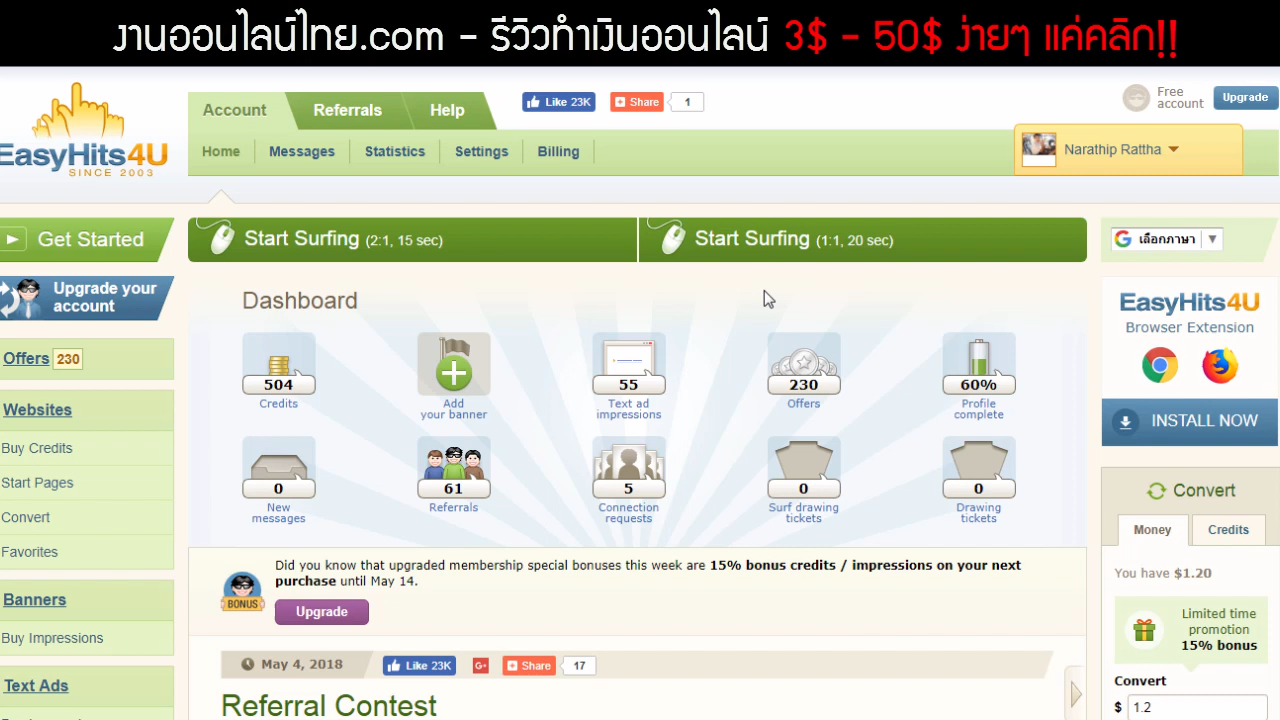 งานออนไลน์ไทย.com - รีวิวทำเงินออนไลน์ 3$ - 50$ ง่ายๆ แค่คลิก!!
EasyHits4U
SINCE 2003
Account
Referrals
Help
Like 23K
Share
1
Free account
Upgrade
Home
Messages
Statistics
Settings
Billing
Narathip Rattha
Get Started
Start Surfing (2:1, 15 sec)
Start Surfing (1:1, 20 sec)
เลือกภาษา
Upgrade your
account
Offers 230
Websites
Buy Credits
Start Pages
Convert
Favorites
Banners
Buy Impressions
Text Ads
Dashboard
504
Credits
Add
your banner
55
Text ad
impressions
230
Offers
60%
Profile
complete
0
New
messages
61
Referrals
5
Connection
requests
0
Surf drawing
tickets
0
Drawing
tickets
BONUS
Did you know that upgraded membership special bonuses this week are 15% bonus credits / impressions on your next
purchase until May 14.
Upgrade
May 4, 2018
Like 23K
G+
Share
17
Referral Contest
EasyHits4U
Browser Extension
INSTALL NOW
Convert
Money
Credits
You have $1.20
Limited time
promotion
15% bonus
Convert
$ 1.2